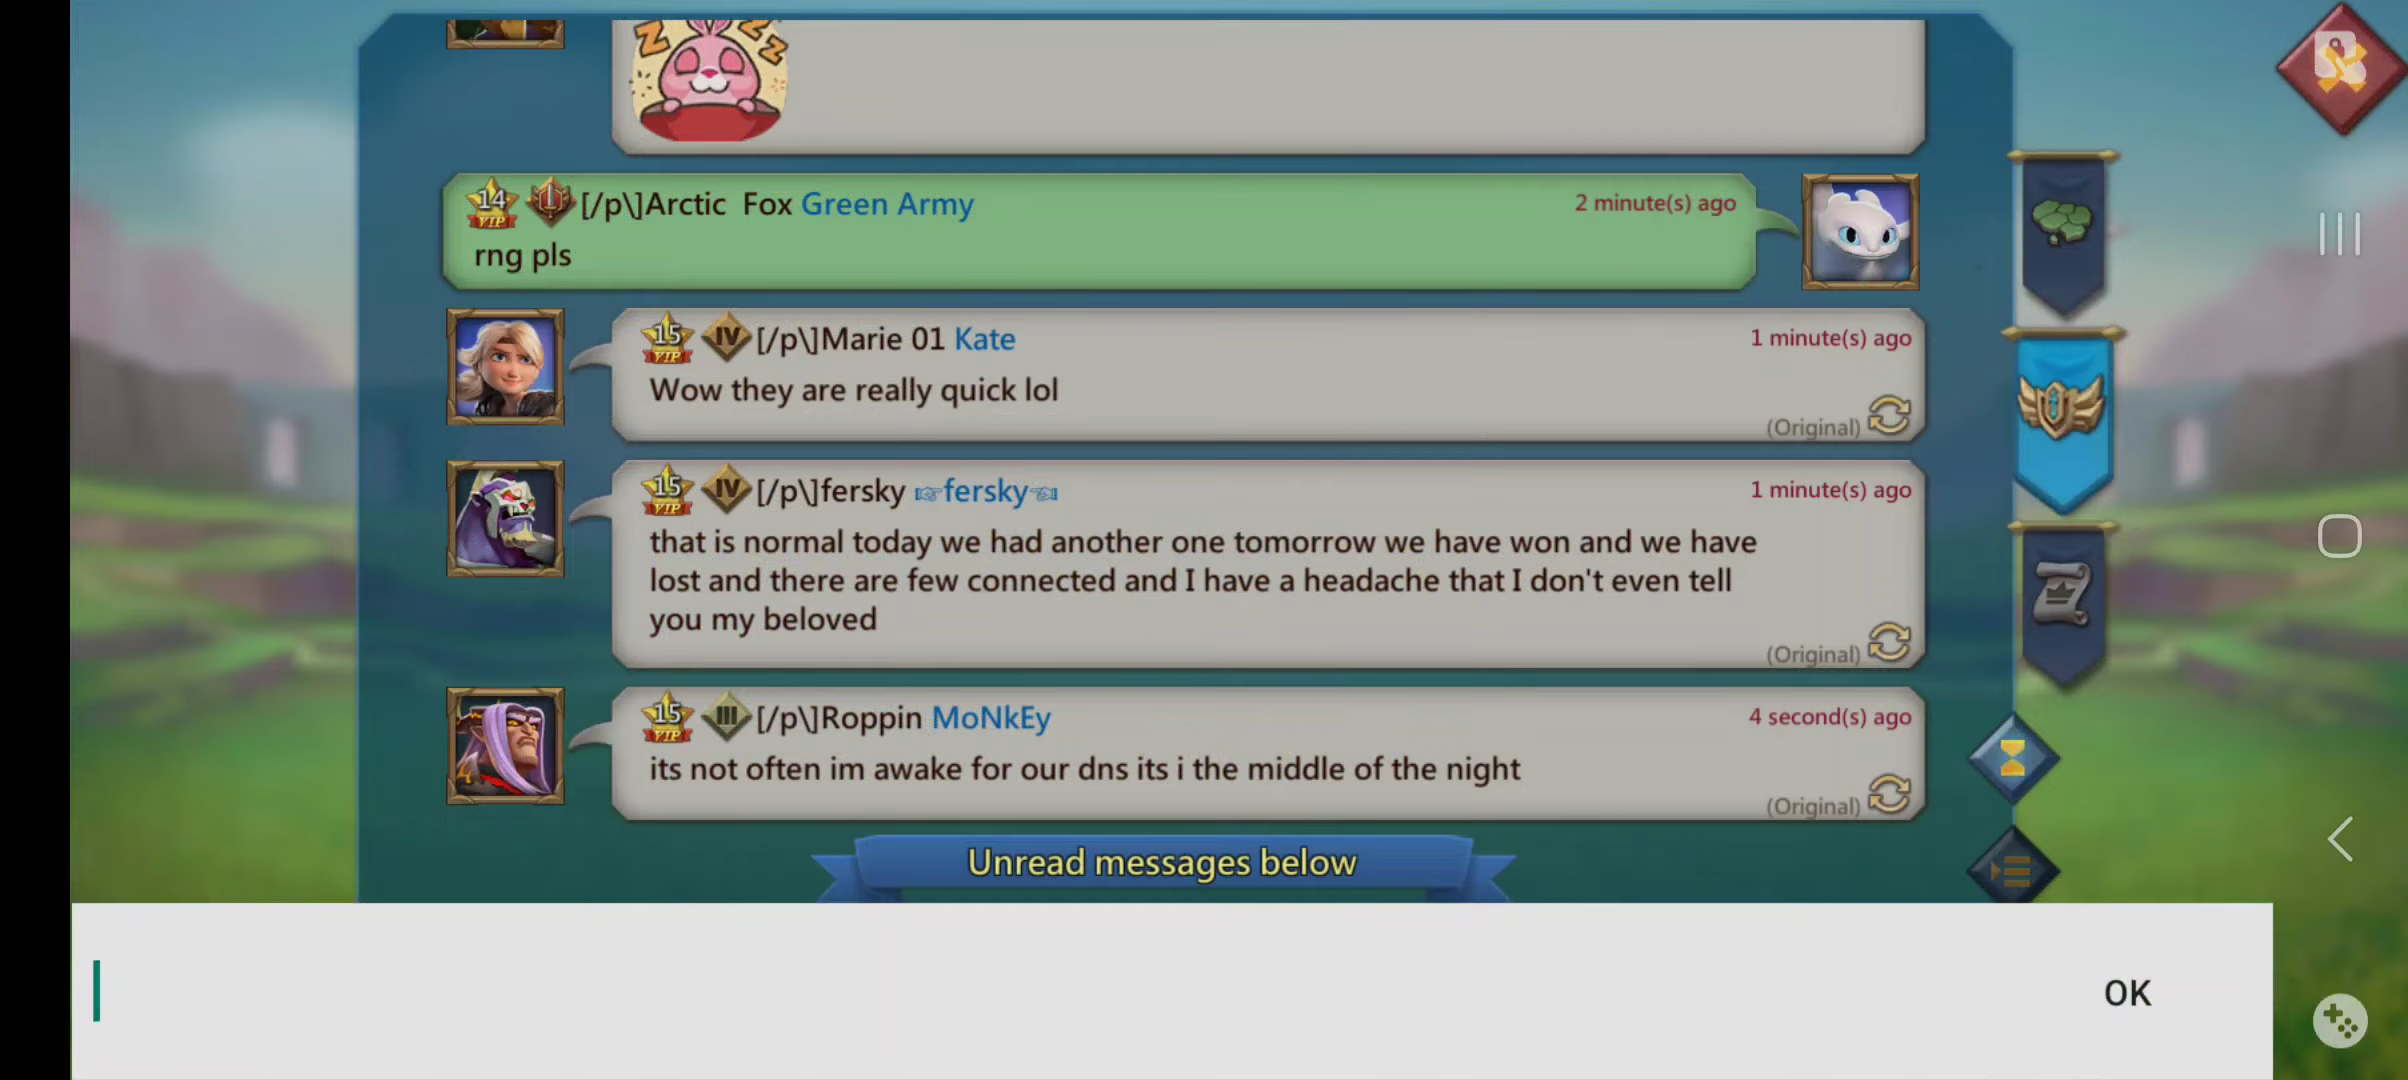 Z Z Z
14 VIP [/p\]Arctic  Fox Green Army 2 minute(s) ago
rng pls
15 VIP IV [/p\]Marie 01 Kate 1 minute(s) ago
Wow they are really quick lol
(Original)
15 VIP IV [/p\]fersky ☞fersky☜ 1 minute(s) ago
that is normal today we had another one tomorrow we have won and we have
lost and there are few connected and I have a headache that I don't even tell
you my beloved
(Original)
15 VIP III [/p\]Roppin MoNkEy 4 second(s) ago
its not often im awake for our dns its i the middle of the night
(Original)
Unread messages below
OK